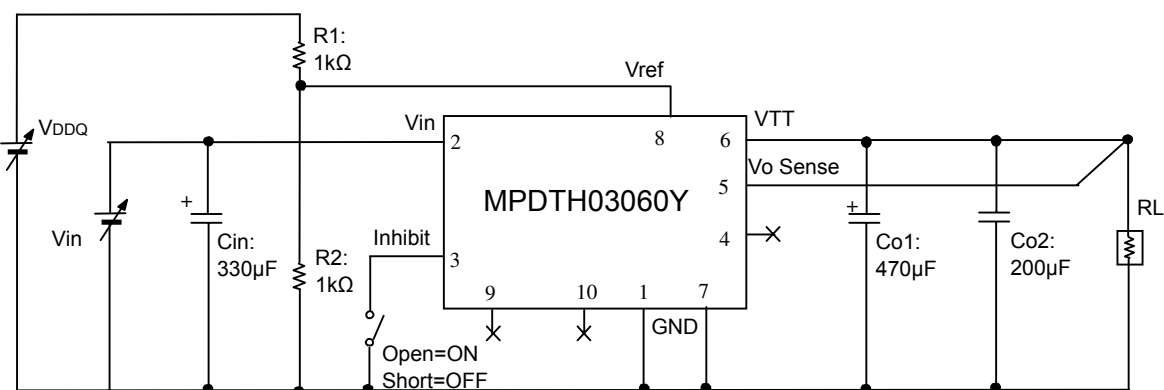 R1:
1kΩ
Vref
VDDQ
Vin
2
8
6
VTT
Vo Sense
5
MPDTH03060Y
RL
+
Vin
Cin:
330µF
Inhibit
3
R2:
1kΩ
4
+
Co1:
470µF
Co2:
200µF
9
10
1
7
GND
Open=ON
Short=OFF